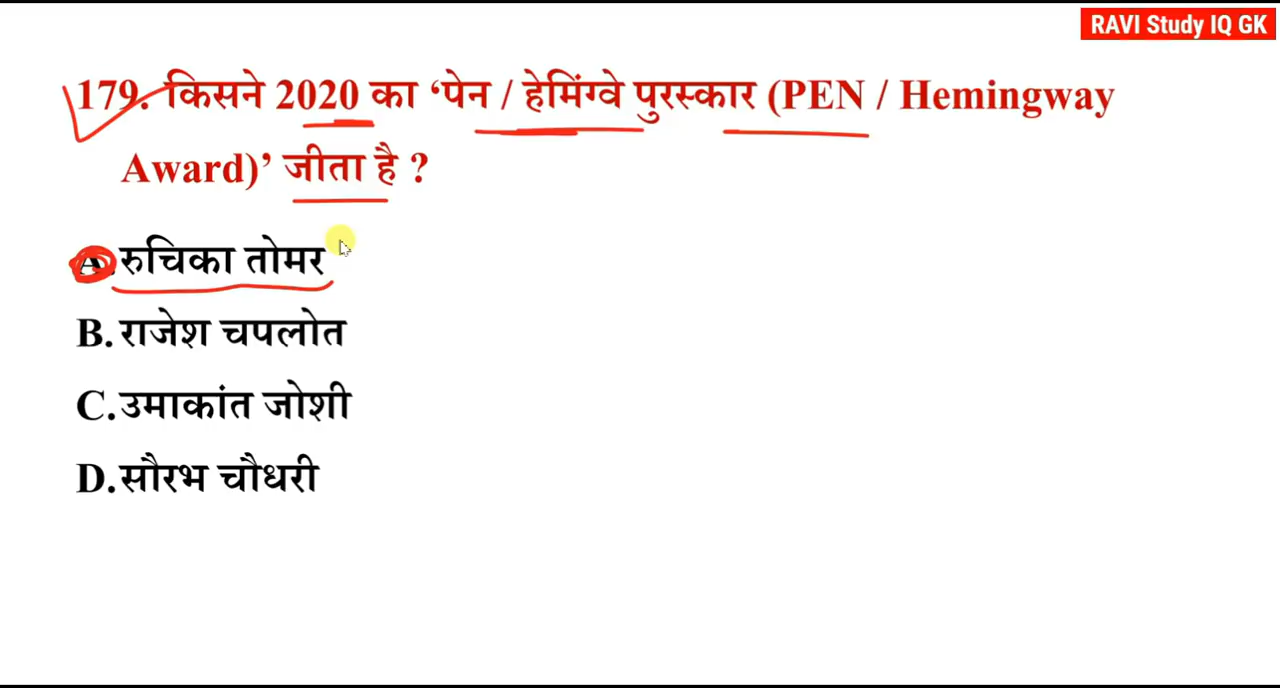 RAVI Study IQ GK
179. किसने 2020 का ‘पेन / हेमिंग्वे पुरस्कार (PEN / Hemingway
Award)’ जीता है ?
A. रुचिका तोमर
B. राजेश चपलोत
C. उमाकांत जोशी
D. सौरभ चौधरी